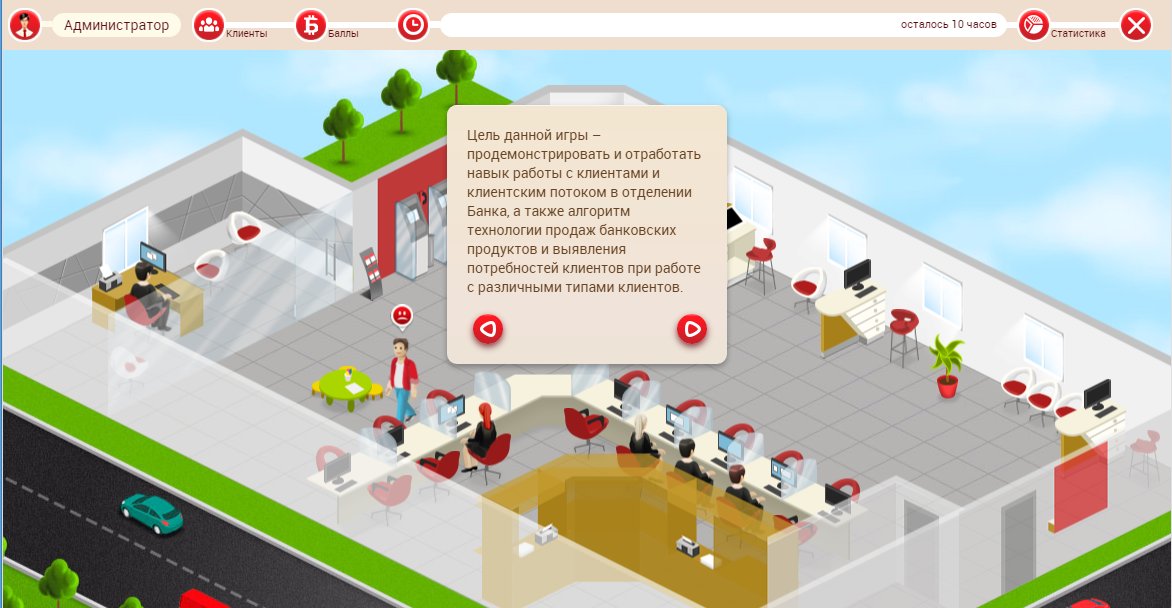 Администратор
Клиенты
Баллы
осталось 10 часов
Статистика
Цель данной игры –
продемонстрировать и отработать
навык работы с клиентами и
клиентским потоком в отделении
Банка, а также алгоритм
технологии продаж банковских
продуктов и выявления
потребностей клиентов при работе
с различными типами клиентов.